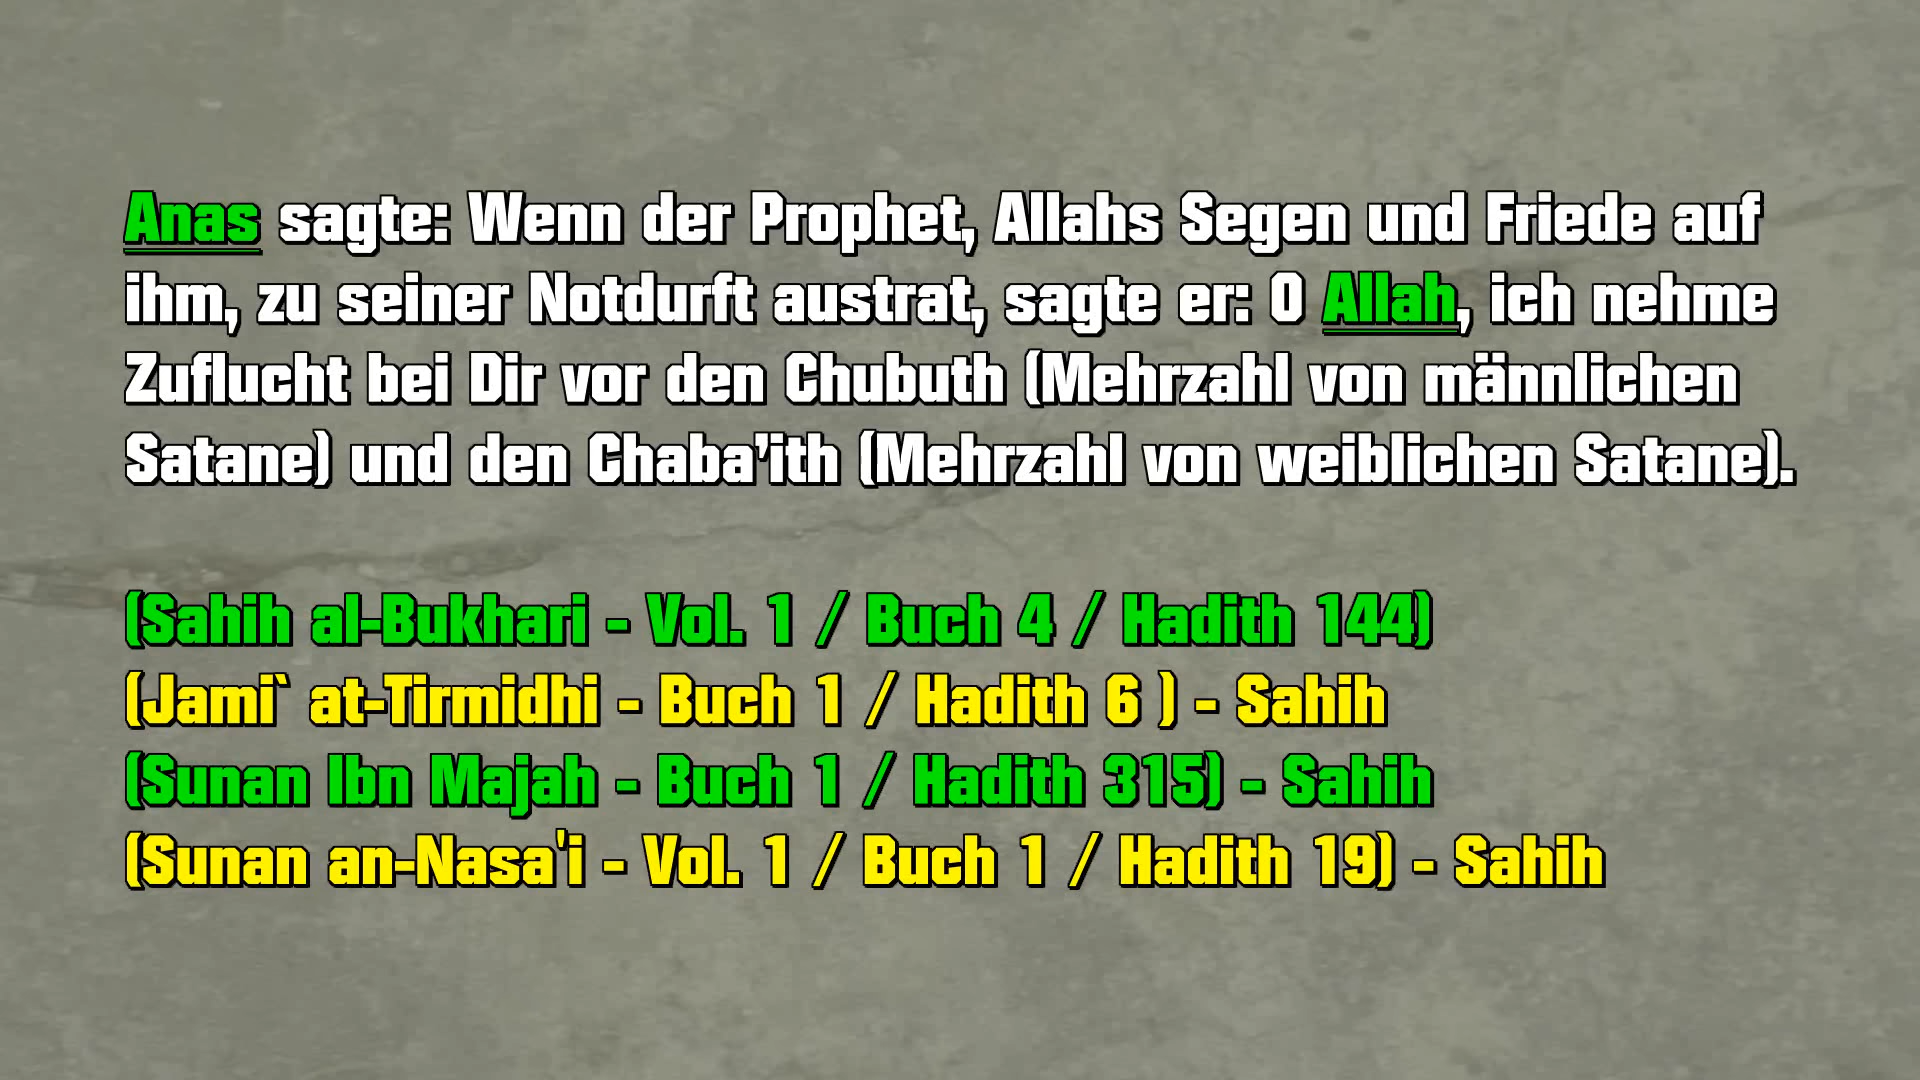 Anas sagte: Wenn der Prophet, Allahs Segen und Friede auf
ihm, zu seiner Notdurft austrat, sagte er: O Allah, ich nehme
Zuflucht bei Dir vor den Chubuth (Mehrzahl von männlichen
Satane) und den Chaba'ith (Mehrzahl von weiblichen Satane).
(Sahih al-Bukhari - Vol. 1 / Buch 4 / Hadith 144)
(Jami` at-Tirmidhi - Buch 1 / Hadith 6 ) - Sahih
(Sunan Ibn Majah - Buch 1 / Hadith 315) - Sahih
(Sunan an-Nasa'i - Vol. 1 / Buch 1 / Hadith 19) - Sahih